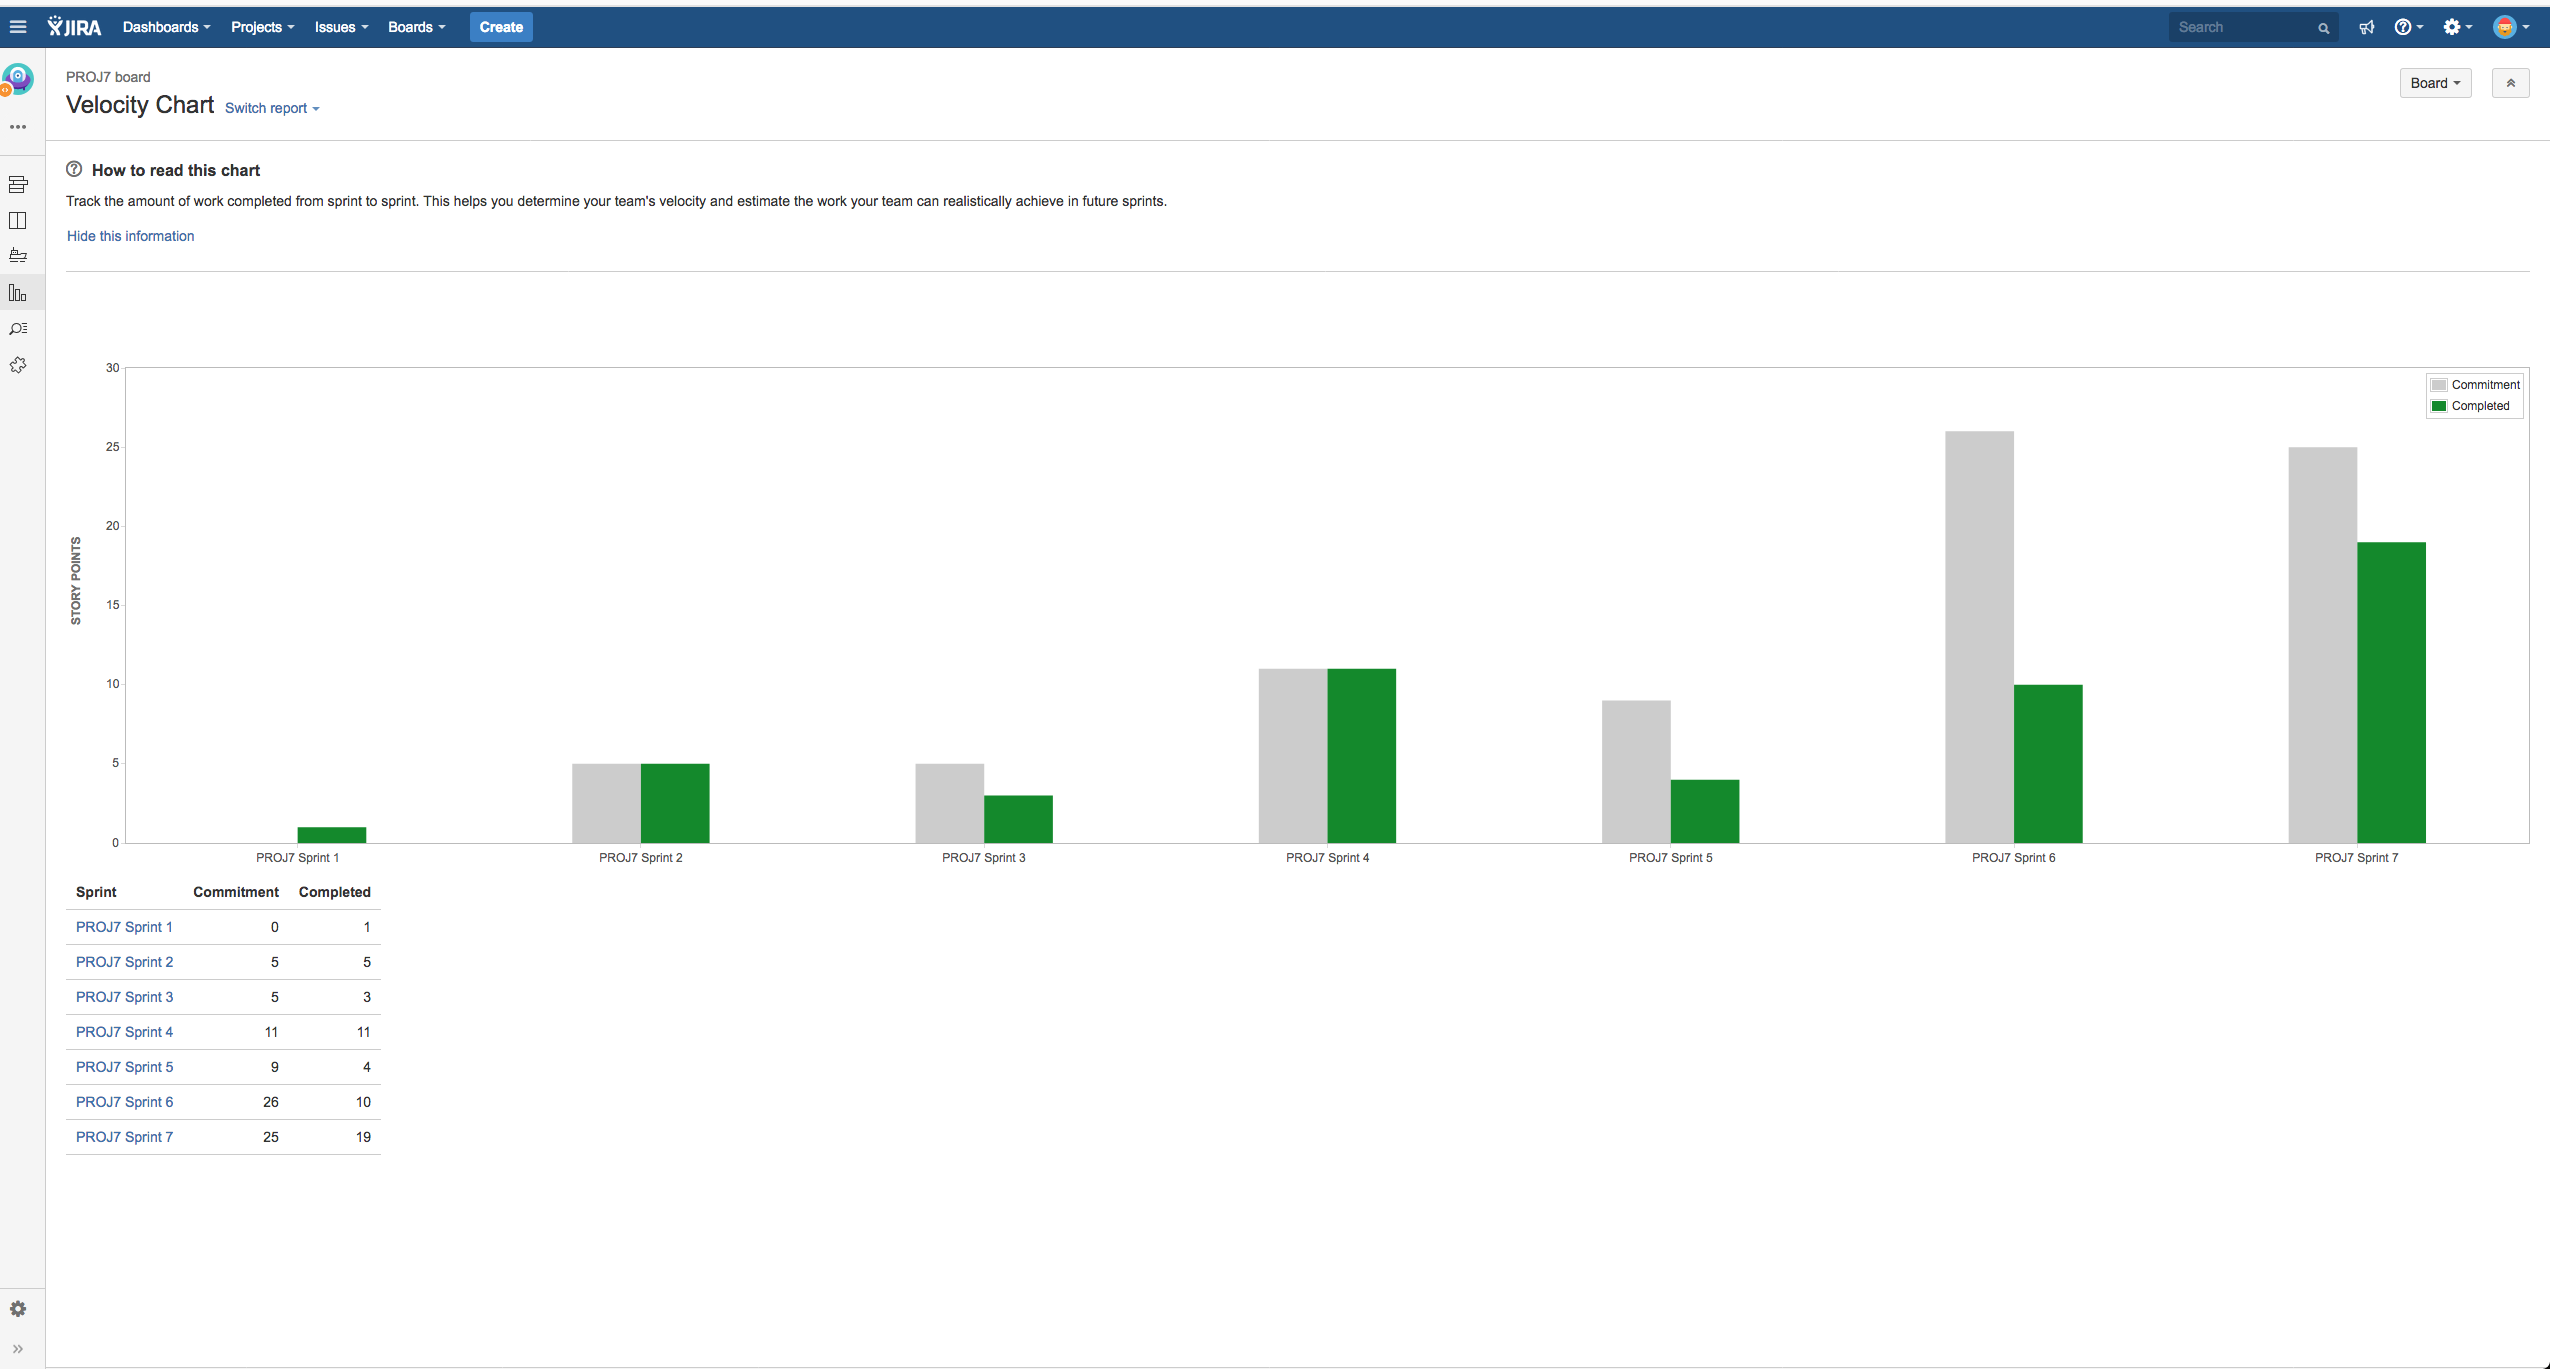 JIRA Dashboards Projects Issues Boards Create Search
PROJ7 board
Velocity Chart Switch report
Board
How to read this chart
Track the amount of work completed from sprint to sprint. This helps you determine your team's velocity and estimate the work your team can realistically achieve in future sprints.
Hide this information
30
25
20
15
10
5
0
STORY POINTS
Commitment
Completed
PROJ7 Sprint 1 PROJ7 Sprint 2 PROJ7 Sprint 3 PROJ7 Sprint 4 PROJ7 Sprint 5 PROJ7 Sprint 6 PROJ7 Sprint 7
Sprint Commitment Completed
PROJ7 Sprint 1 0 1
PROJ7 Sprint 2 5 5
PROJ7 Sprint 3 5 3
PROJ7 Sprint 4 11 11
PROJ7 Sprint 5 9 4
PROJ7 Sprint 6 26 10
PROJ7 Sprint 7 25 19